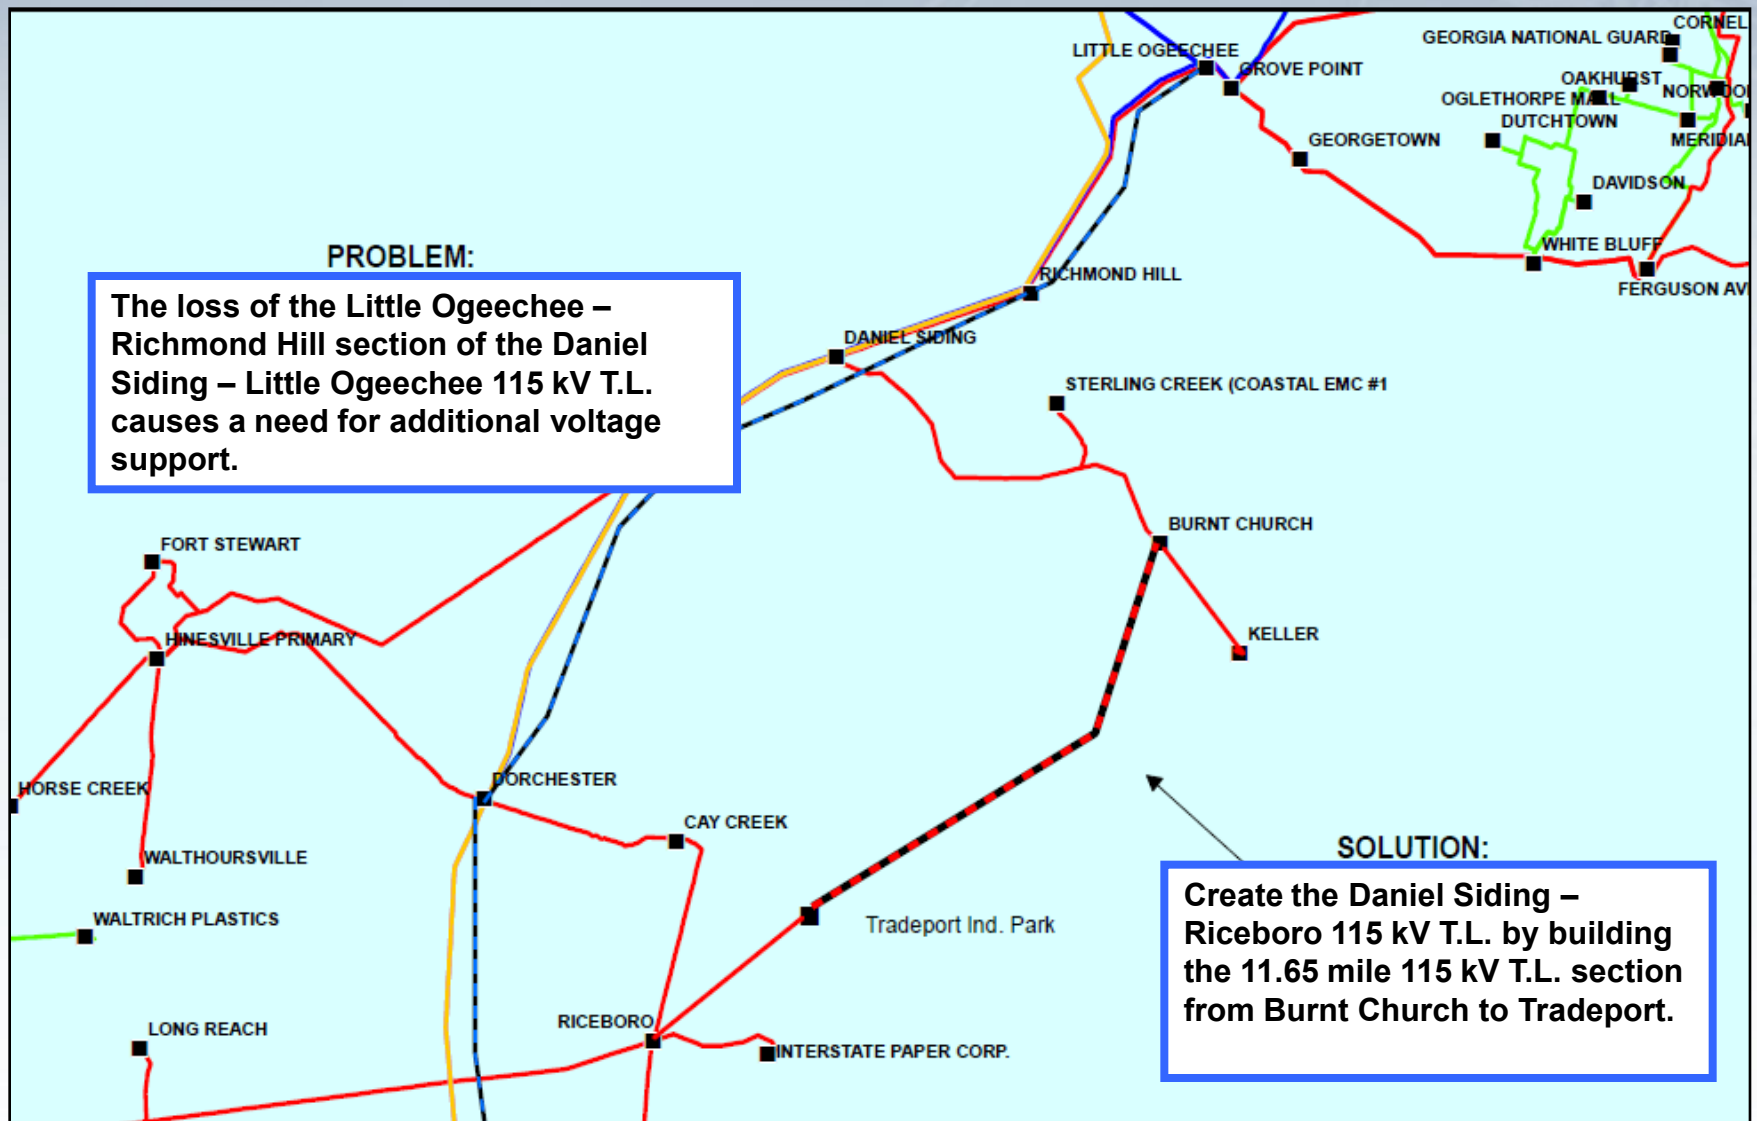 CORNEL
LITTLE OGEECHEE
GEORGIA NATIONAL GUARD
GROVE POINT
OAKHURST
OGLETHORPE MALL
NORWOO
DUTCHTOWN
GEORGETOWN
MERIDIA
DAVIDSON
WHITE BLUFF
FERGUSON AV
RICHMOND HILL
DANIEL SIDING
STERLING CREEK (COASTAL EMC #1
PROBLEM:
The loss of the Little Ogeechee –
Richmond Hill section of the Daniel
Siding – Little Ogeechee 115 kV T.L.
causes a need for additional voltage
support.
BURNT CHURCH
FORT STEWART
HINESVILLE PRIMARY
KELLER
HORSE CREEK
DORCHESTER
CAY CREEK
WALTHOURSVILLE
WALTRICH PLASTICS
Tradeport Ind. Park
SOLUTION:
Create the Daniel Siding –
Riceboro 115 kV T.L. by building
the 11.65 mile 115 kV T.L. section
from Burnt Church to Tradeport.
LONG REACH
RICEBORO
INTERSTATE PAPER CORP.